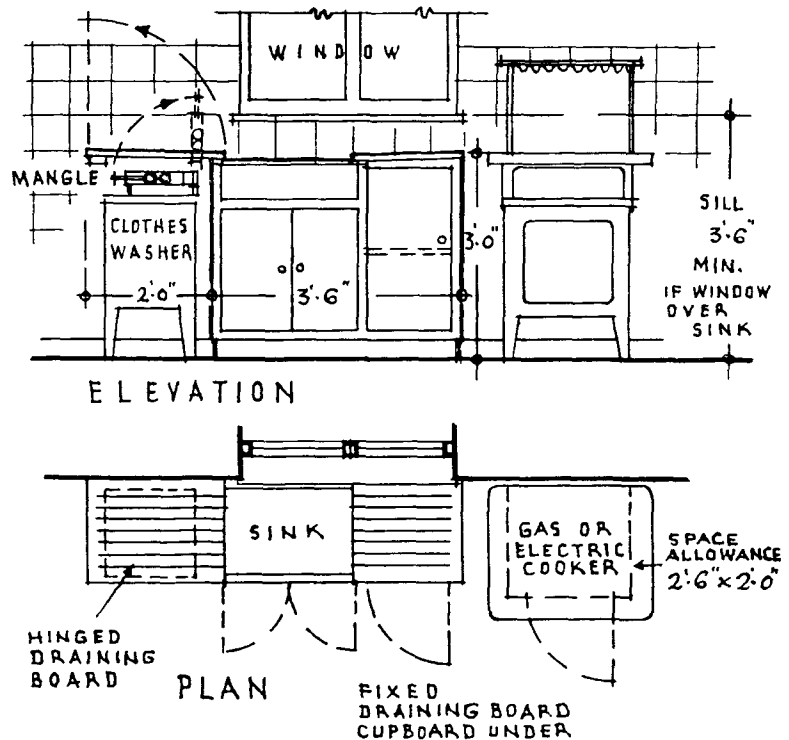 WINDOW
MANGLE
CLOTHES
WASHER
2'·0"
3'·6"
3'·0"
SILL
3'·6"
MIN.
IF WINDOW
OVER
SINK
ELEVATION
SINK
GAS OR
ELECTRIC
COOKER
SPACE
ALLOWANCE
2'·6" × 2'·0"
HINGED
DRAINING
BOARD
PLAN
FIXED
DRAINING BOARD
CUPBOARD UNDER